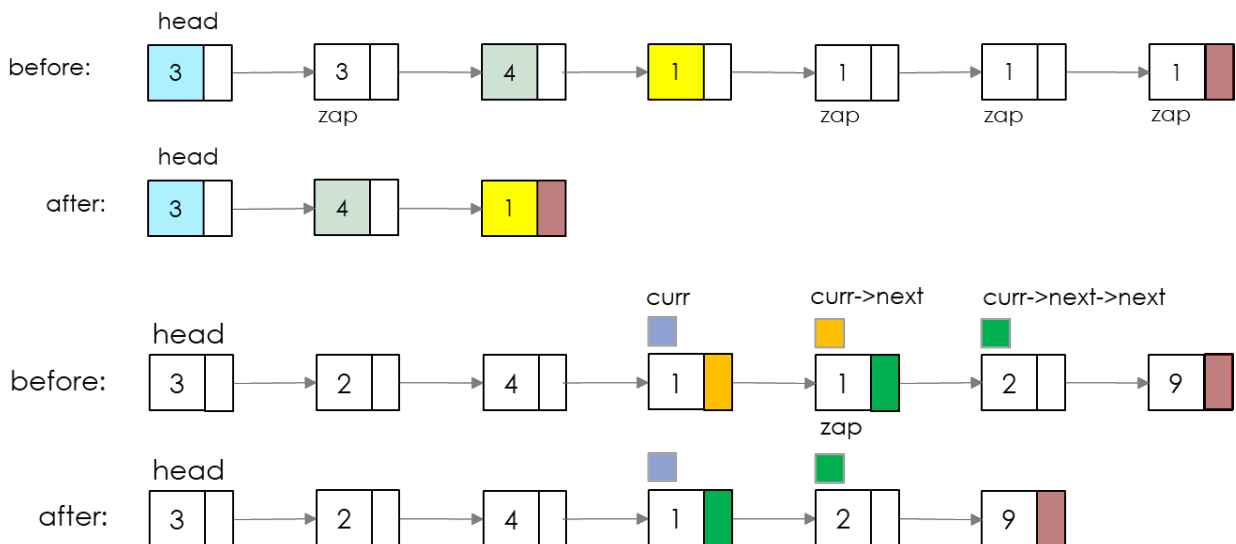 head
before: 3 3 4 1 1 1 1
zap zap zap zap
head
after: 3 4 1
curr curr->next curr->next->next
head
before: 3 2 4 1 1 2 9
zap
head
after: 3 2 4 1 2 9